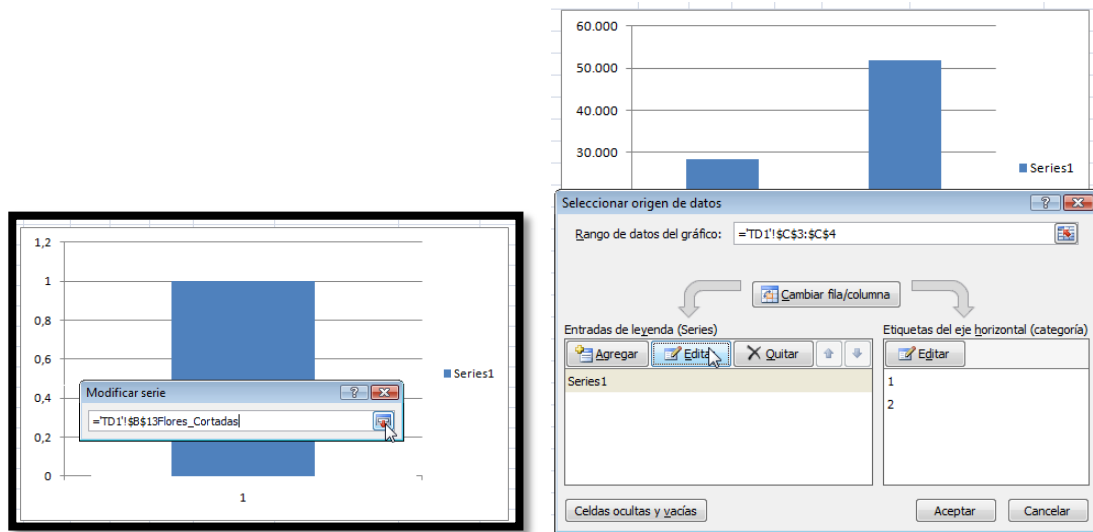 1,2
1
0,8
0,6
0,4
0,2
0
1
Series1
Modificar serie
='TD1'!$B$13Flores_Cortadas
60.000
50.000
40.000
30.000
Series1
Seleccionar origen de datos
Rango de datos del gráfico: ='TD1'!$C$3:$C$4
Cambiar fila/columna
Entradas de leyenda (Series) Etiquetas del eje horizontal (categoría)
Agregar Editar Quitar Editar
Series1 1
2
Celdas ocultas y vacías Aceptar Cancelar